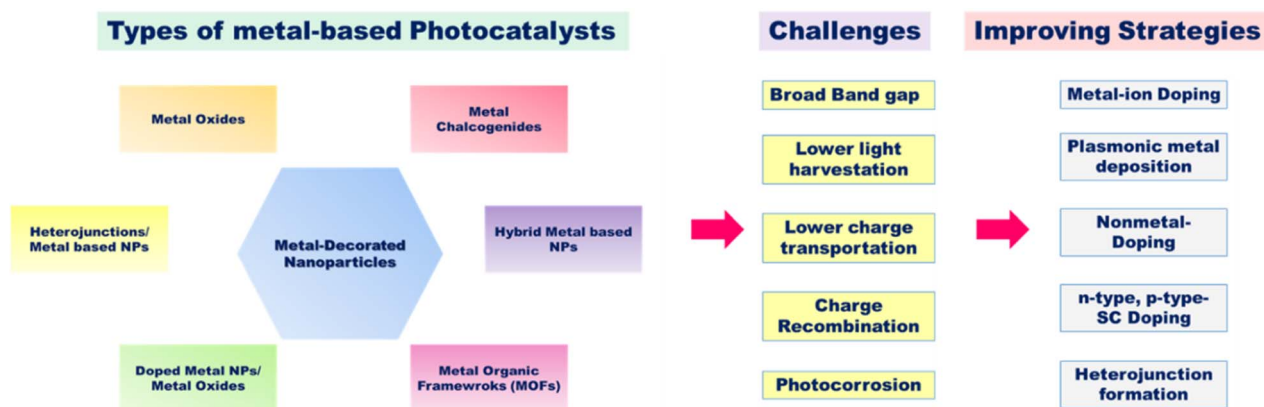 Types of metal-based Photocatalysts
Metal Oxides
Metal
Chalcogenides
Heterojunctions/
Metal based NPs
Metal-Decorated
Nanoparticles
Hybrid Metal based
NPs
Doped Metal NPs/
Metal Oxides
Metal Organic
Framewroks (MOFs)
Challenges
Broad Band gap
Lower light
harvestation
Lower charge
transportation
Charge
Recombination
Photocorrosion
Improving Strategies
Metal-ion Doping
Plasmonic metal
deposition
Nonmetal-
Doping
n-type, p-type-
SC Doping
Heterojunction
formation